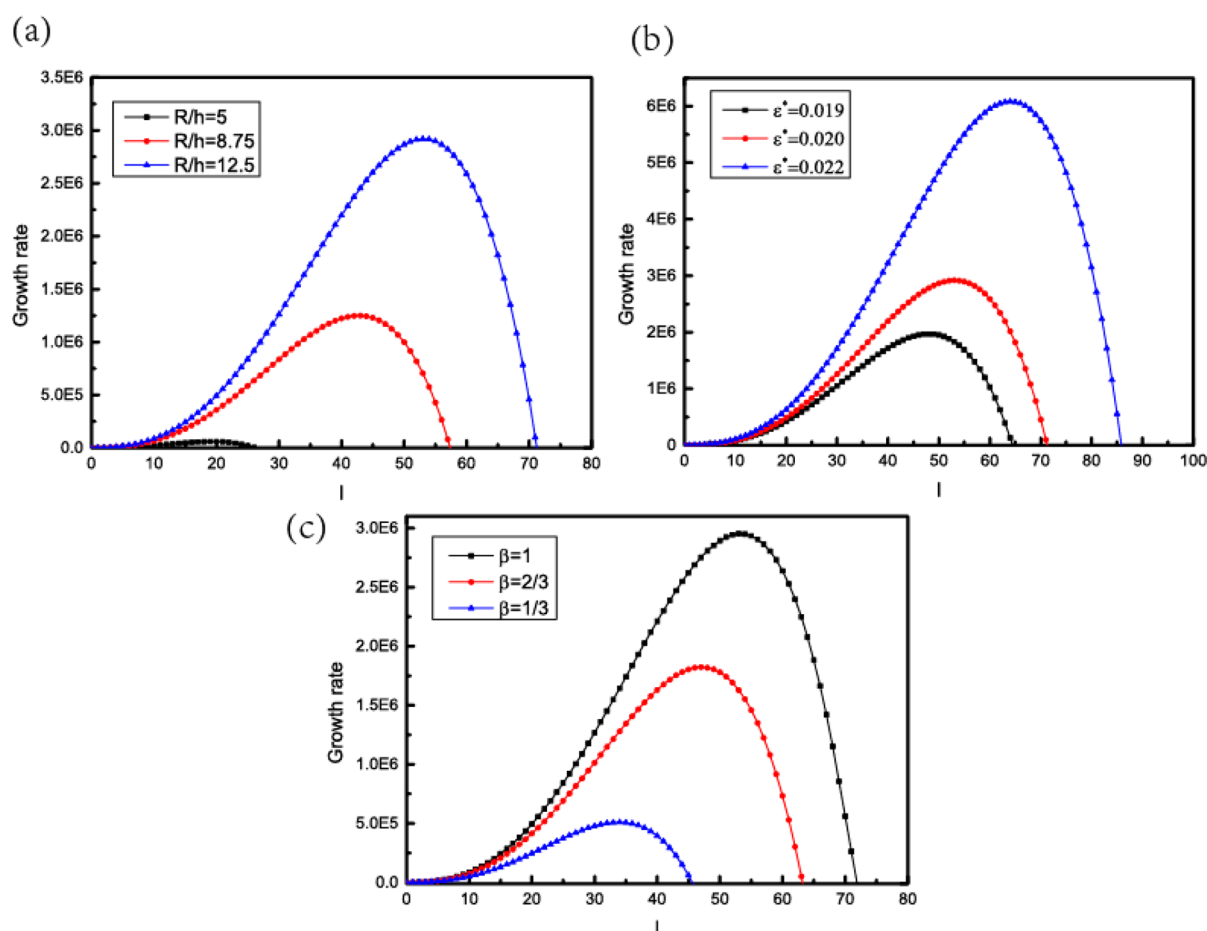 (a)
3.5E6
3.0E6
2.5E6
2.0E6
1.5E6
1.0E6
5.0E5
0.0
Growth rate
R/h=5
R/h=8.75
R/h=12.5
0 10 20 30 40 50 60 70 80
l
(b)
6E6
5E6
4E6
3E6
2E6
1E6
0
Growth rate
ε*=0.019
ε*=0.020
ε*=0.022
0 10 20 30 40 50 60 70 80 90 100
l
(c)
3.0E6
2.5E6
2.0E6
1.5E6
1.0E6
5.0E5
0.0
Growth rate
β=1
β=2/3
β=1/3
0 10 20 30 40 50 60 70 80
l